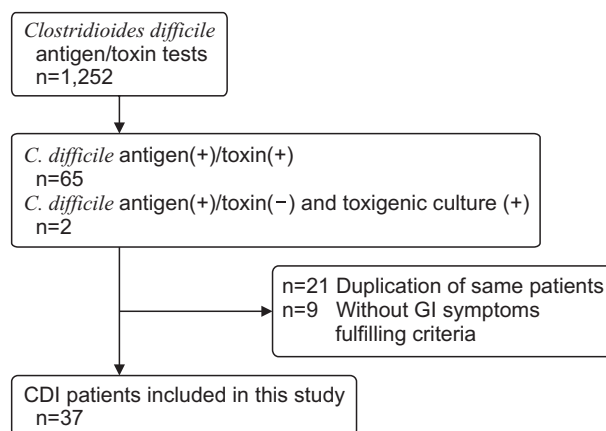 Clostridioides difficile
antigen/toxin tests
n=1,252
C. difficile antigen(+)/toxin(+)
n=65
C. difficile antigen(+)/toxin(−) and toxigenic culture (+)
n=2
n=21 Duplication of same patients
n=9 Without GI symptoms
fulfilling criteria
CDI patients included in this study
n=37